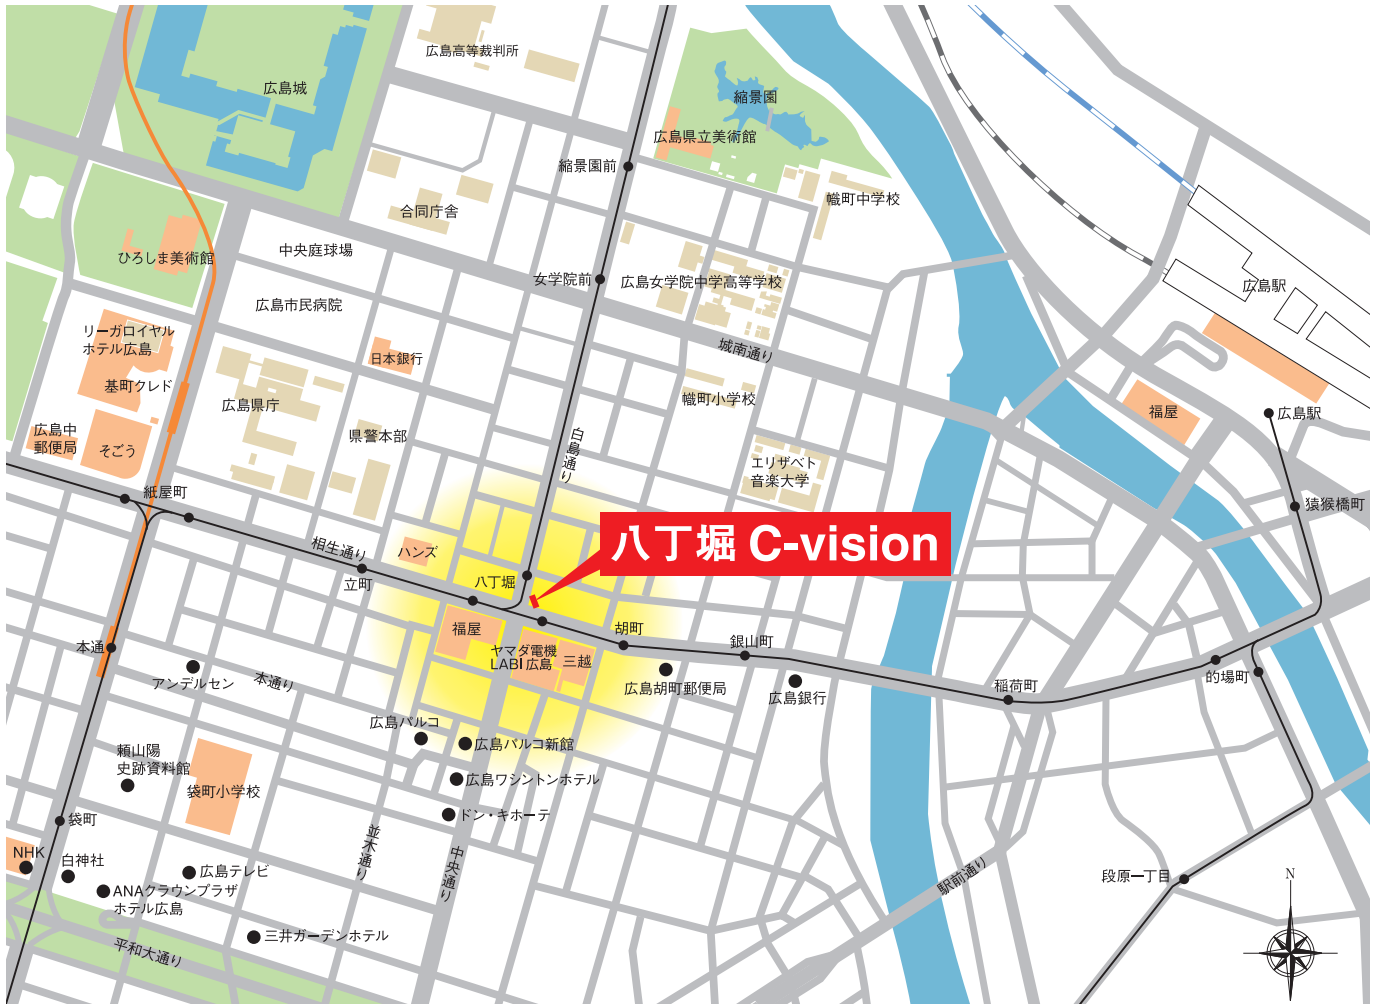 広島高等裁判所
広島城
縮景園
広島県立美術館
縮景園前
幟町中学校
合同庁舎
中央庭球場
ひろしま美術館
女学院前
広島女学院中学高等学校
広島駅
広島市民病院
リーガロイヤル
ホテル広島
日本銀行
城南通り
基町クレド
幟町小学校
福屋
広島駅
広島県庁
広島中
郵便局
そごう
県警本部
白島通り
エリザベト
音楽大学
紙屋町
猿猴橋町
相生通り
ハンズ
八丁堀 C-vision
立町
八丁堀
福屋
胡町
銀山町
ヤマダ電機
LABI広島
三越
本通
アンデルセン
本通り
広島胡町郵便局
広島銀行
稲荷町
的場町
広島パルコ
広島パルコ新館
頼山陽
史跡資料館
広島ワシントンホテル
袋町小学校
ドン・キホーテ
袋町
並木通り
中央通り
NHK
白神社
広島テレビ
駅前通り
段原一丁目
N
ANAクラウンプラザ
ホテル広島
三井ガーデンホテル
平和大通り